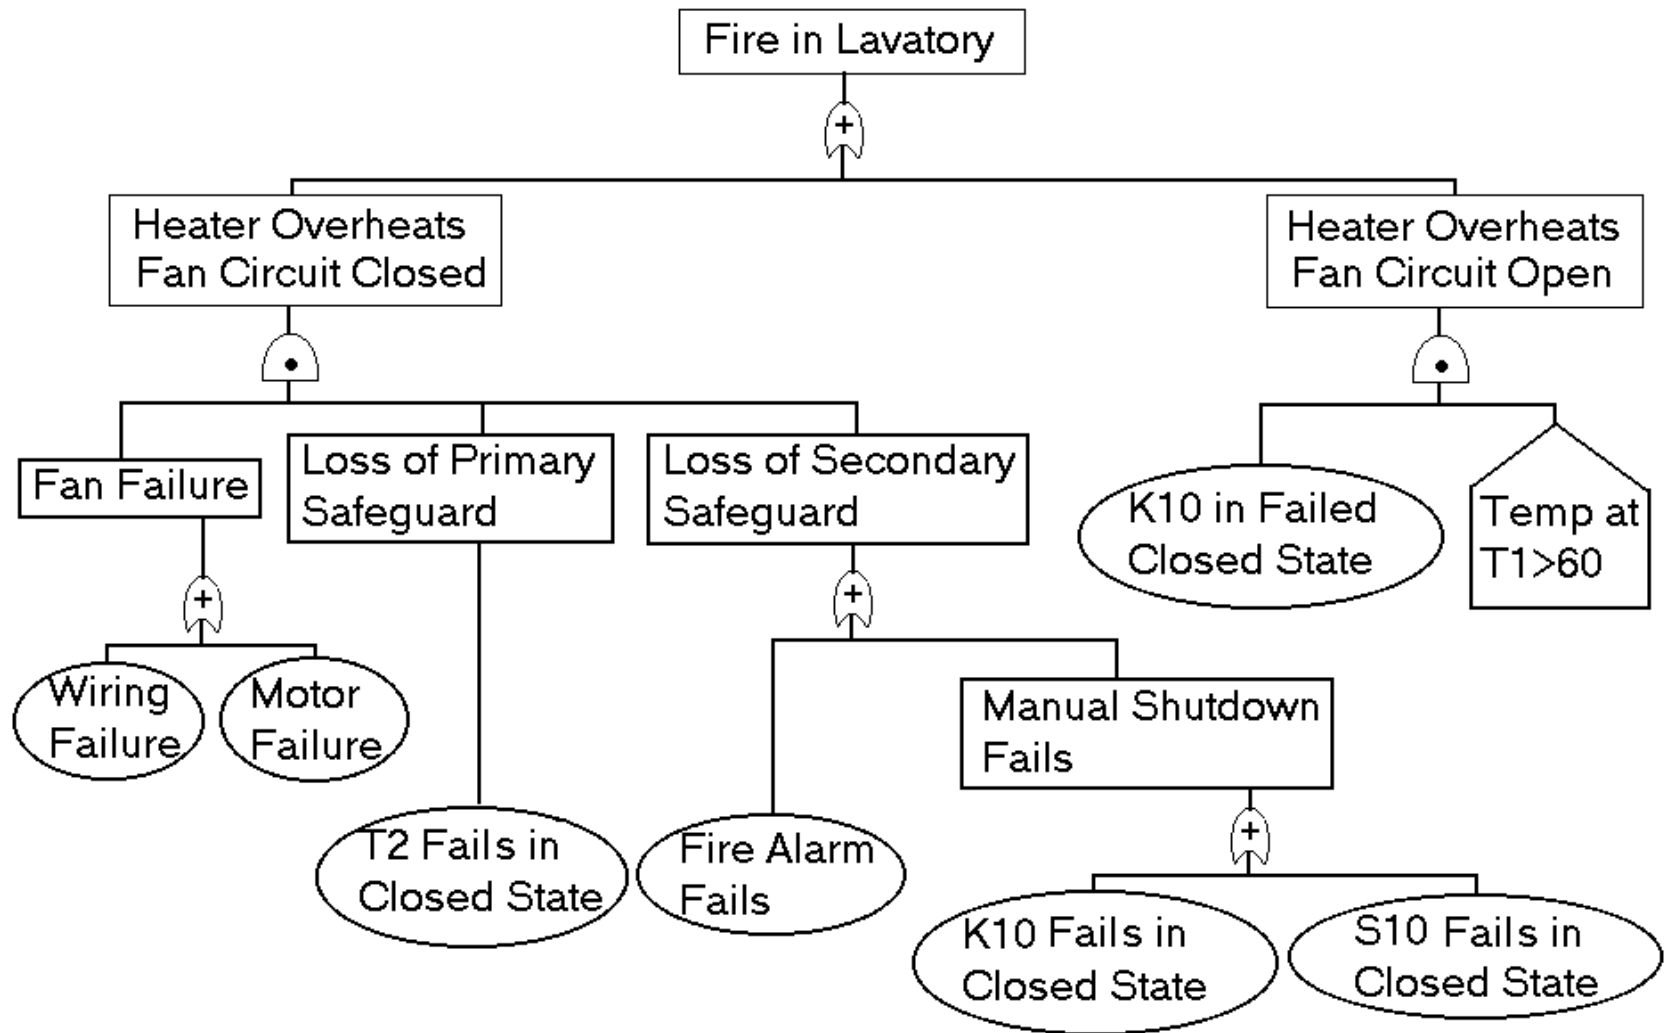 Fire in Lavatory
+
Heater Overheats
Fan Circuit Closed
Heater Overheats
Fan Circuit Open
Fan Failure
Loss of Primary
Safeguard
Loss of Secondary
Safeguard
K10 in Failed
Closed State
Temp at
T1>60
+
+
Wiring
Failure
Motor
Failure
Manual Shutdown
Fails
T2 Fails in
Closed State
Fire Alarm
Fails
+
K10 Fails in
Closed State
S10 Fails in
Closed State